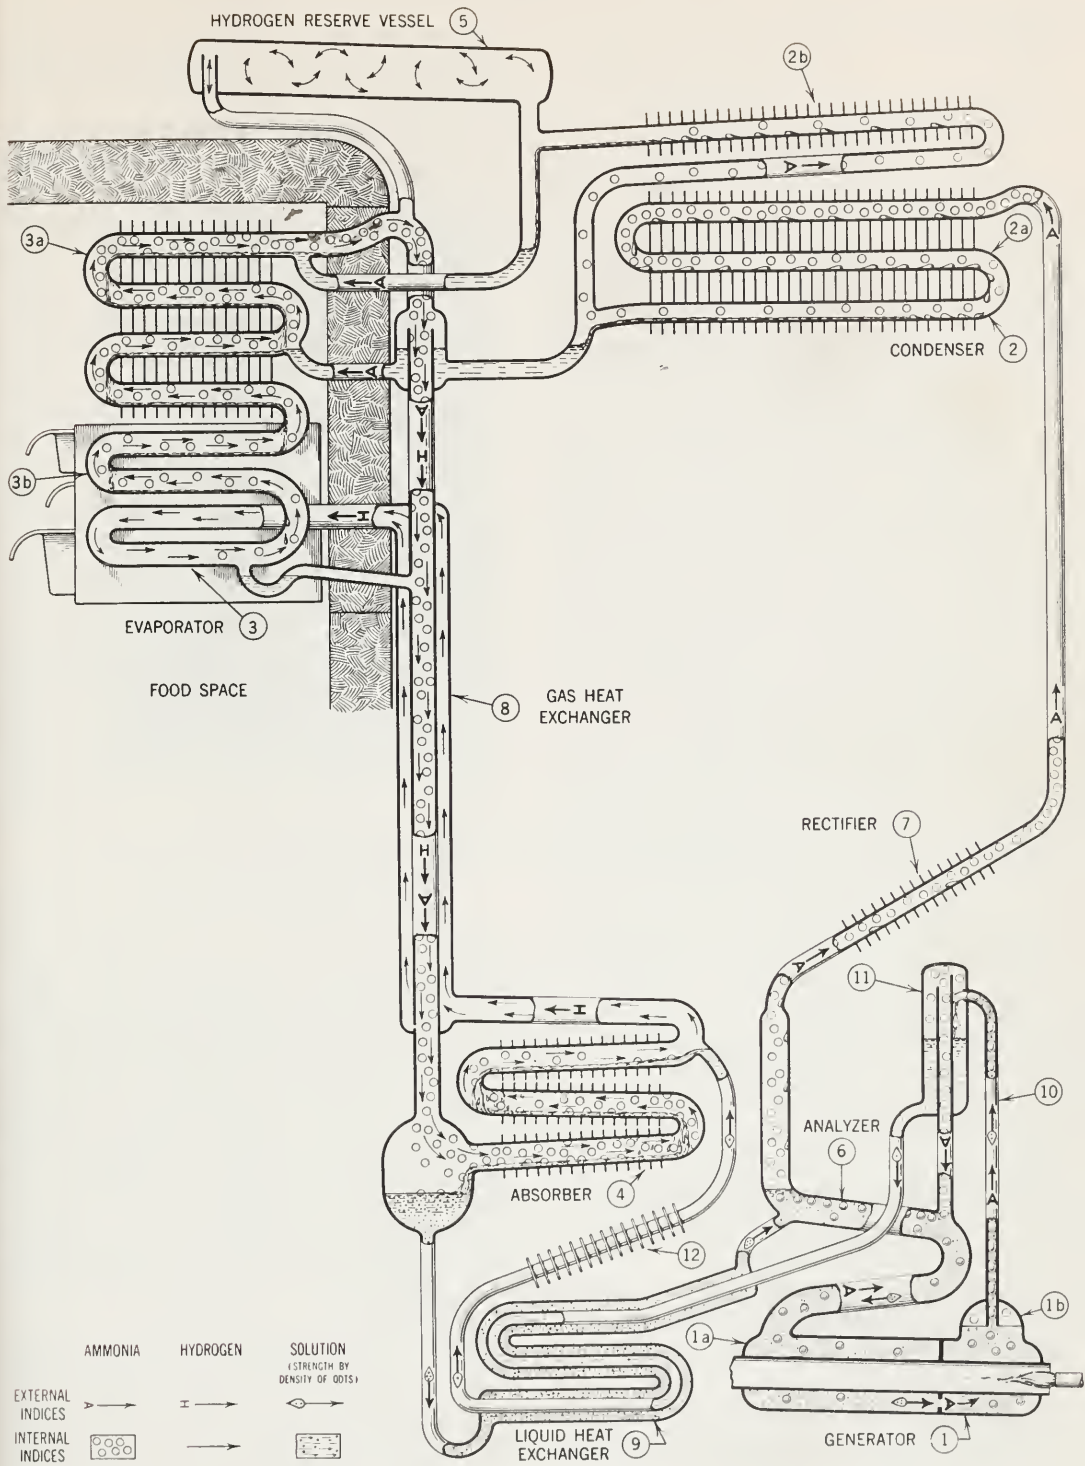 HYDROGEN RESERVE VESSEL 5
2b
3a
2a
A
A
A
CONDENSER 2
A
A
H
3b
H
EVAPORATOR 3
FOOD SPACE
8 GAS HEAT
EXCHANGER
A
RECTIFIER 7
H
A
A
11
H
10
ANALYZER
6
A
ABSORBER 4
A
12
A
1b
1a
AMMONIA HYDROGEN SOLUTION
(STRENGTH BY
DENSITY OF DOTS)
EXTERNAL
INDICES
A H
A
INTERNAL
INDICES
LIQUID HEAT
EXCHANGER 9
GENERATOR 1